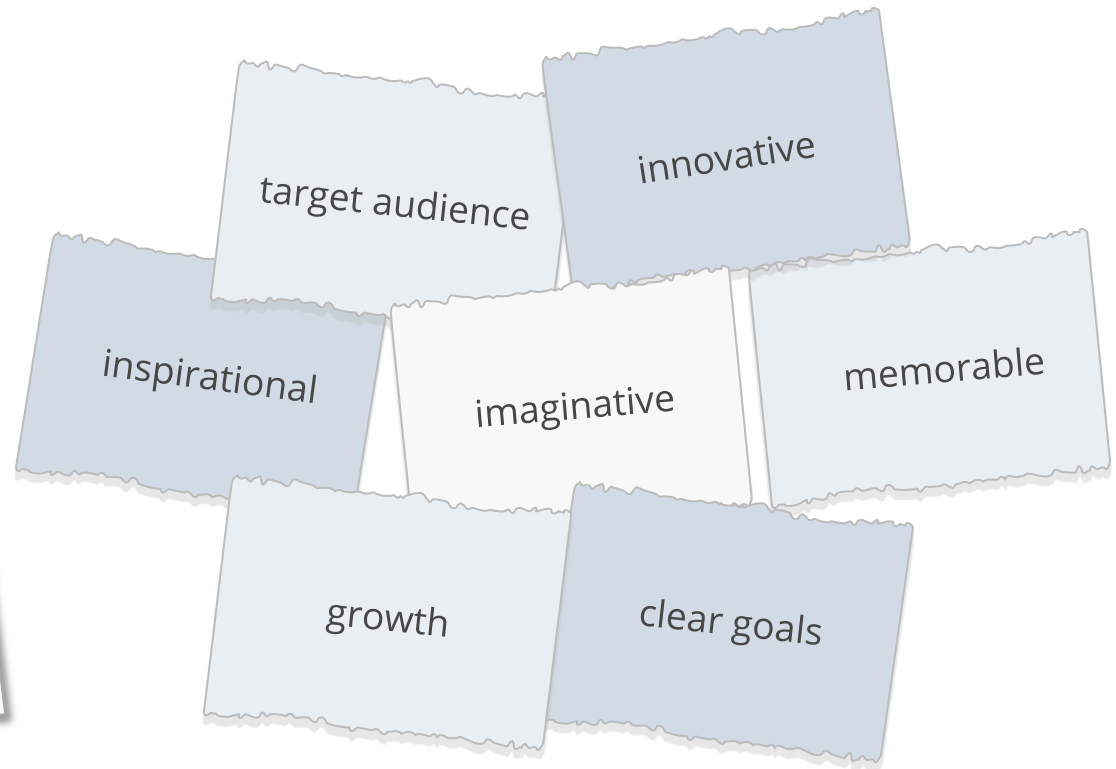 target audience
innovative
inspirational
imaginative
memorable
growth
clear goals